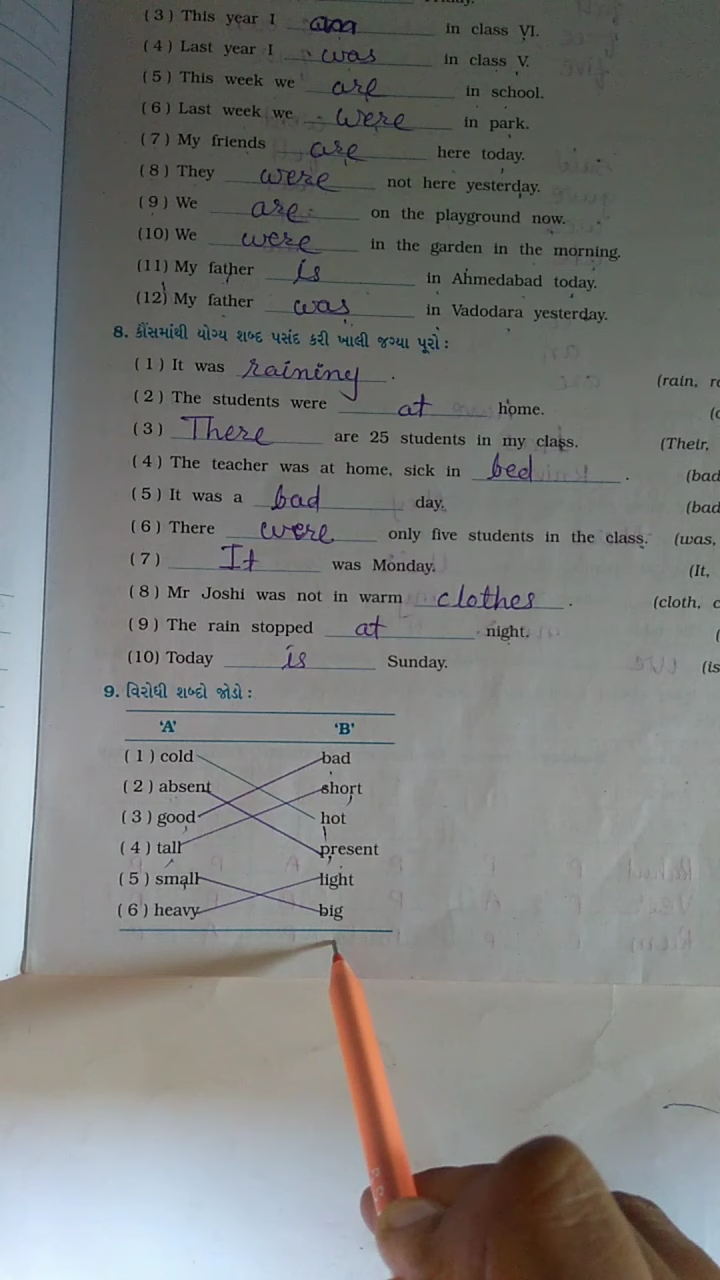 (3) This year I am in class VI.
(4) Last year I was in class V.
(5) This week we are in school.
(6) Last week we were in park.
(7) My friends are here today.
(8) They were not here yesterday.
(9) We are on the playground now.
(10) We were in the garden in the morning.
(11) My father is in Ahmedabad today.
(12) My father was in Vadodara yesterday.
8. કૌંસમાંથી યોગ્ય શબ્દ પસંદ કરી ખાલી જગ્યા પૂરો :
(1) It was raining. (rain,
(2) The students were at home.
(3) There are 25 students in my class. (Their,
(4) The teacher was at home, sick in bed. (bad
(5) It was a bad day. (bad
(6) There were only five students in the class. (was,
(7) It was Monday. (It,
(8) Mr Joshi was not in warm clothes. (cloth,
(9) The rain stopped at night.
(10) Today is Sunday. (is
9. વિરોધી શબ્દો જોડો :
'A' 'B'
(1) cold bad
(2) absent short
(3) good hot
(4) tall present
(5) small light
(6) heavy big